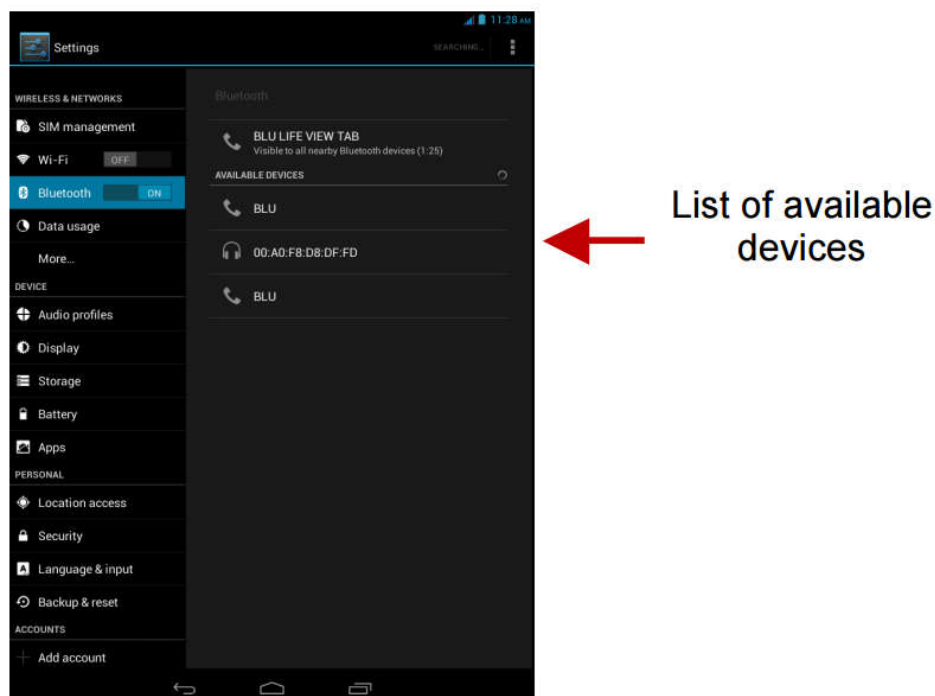 11:28 AM
Settings
SEARCHING...
WIRELESS & NETWORKS
SIM management
Wi-Fi OFF
Bluetooth ON
Data usage
More...
DEVICE
Audio profiles
Display
Storage
Battery
Apps
PERSONAL
Location access
Security
Language & input
Backup & reset
ACCOUNTS
Add account
Bluetooth
BLU LIFE VIEW TAB
Visible to all nearby Bluetooth devices (1:25)
AVAILABLE DEVICES
BLU
00:A0:F8:D8:DF:FD
BLU
List of available
devices